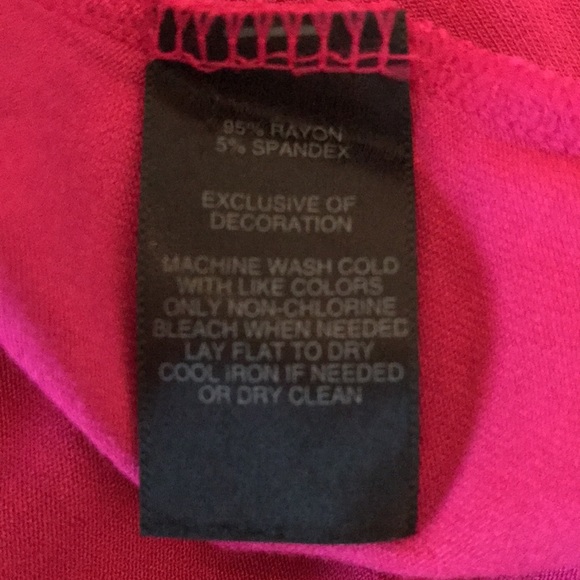 95% RAYON
5% SPANDEX
EXCLUSIVE OF
DECORATION
MACHINE WASH COLD
WITH LIKE COLORS
ONLY NON-CHLORINE
BLEACH WHEN NEEDED
LAY FLAT TO DRY
COOL IRON IF NEEDED
OR DRY CLEAN